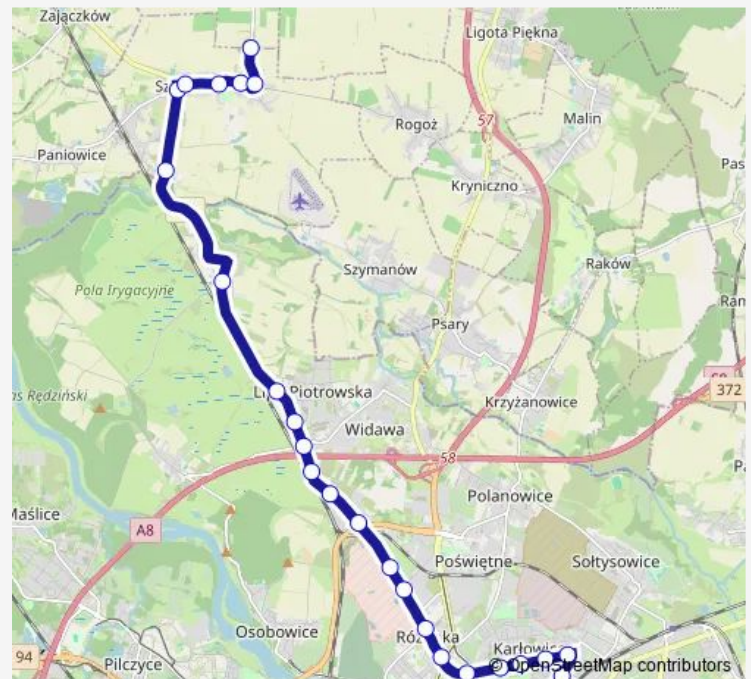 Zajączków
Ligota Piękna
57
Malin
Rogoż
Paniowice
Kryniczno
Pas
Szymanów
Raków
Pola Irygacyjne
Psary
Ran
as Rędziński
Piotrowska
372
Krzyżanowice
Widawa
58
Polanowice
Maślice
A8
Poświętne
Sołtysowice
Osobowice
94
Pilczyce
© OpenStreetMap contributors